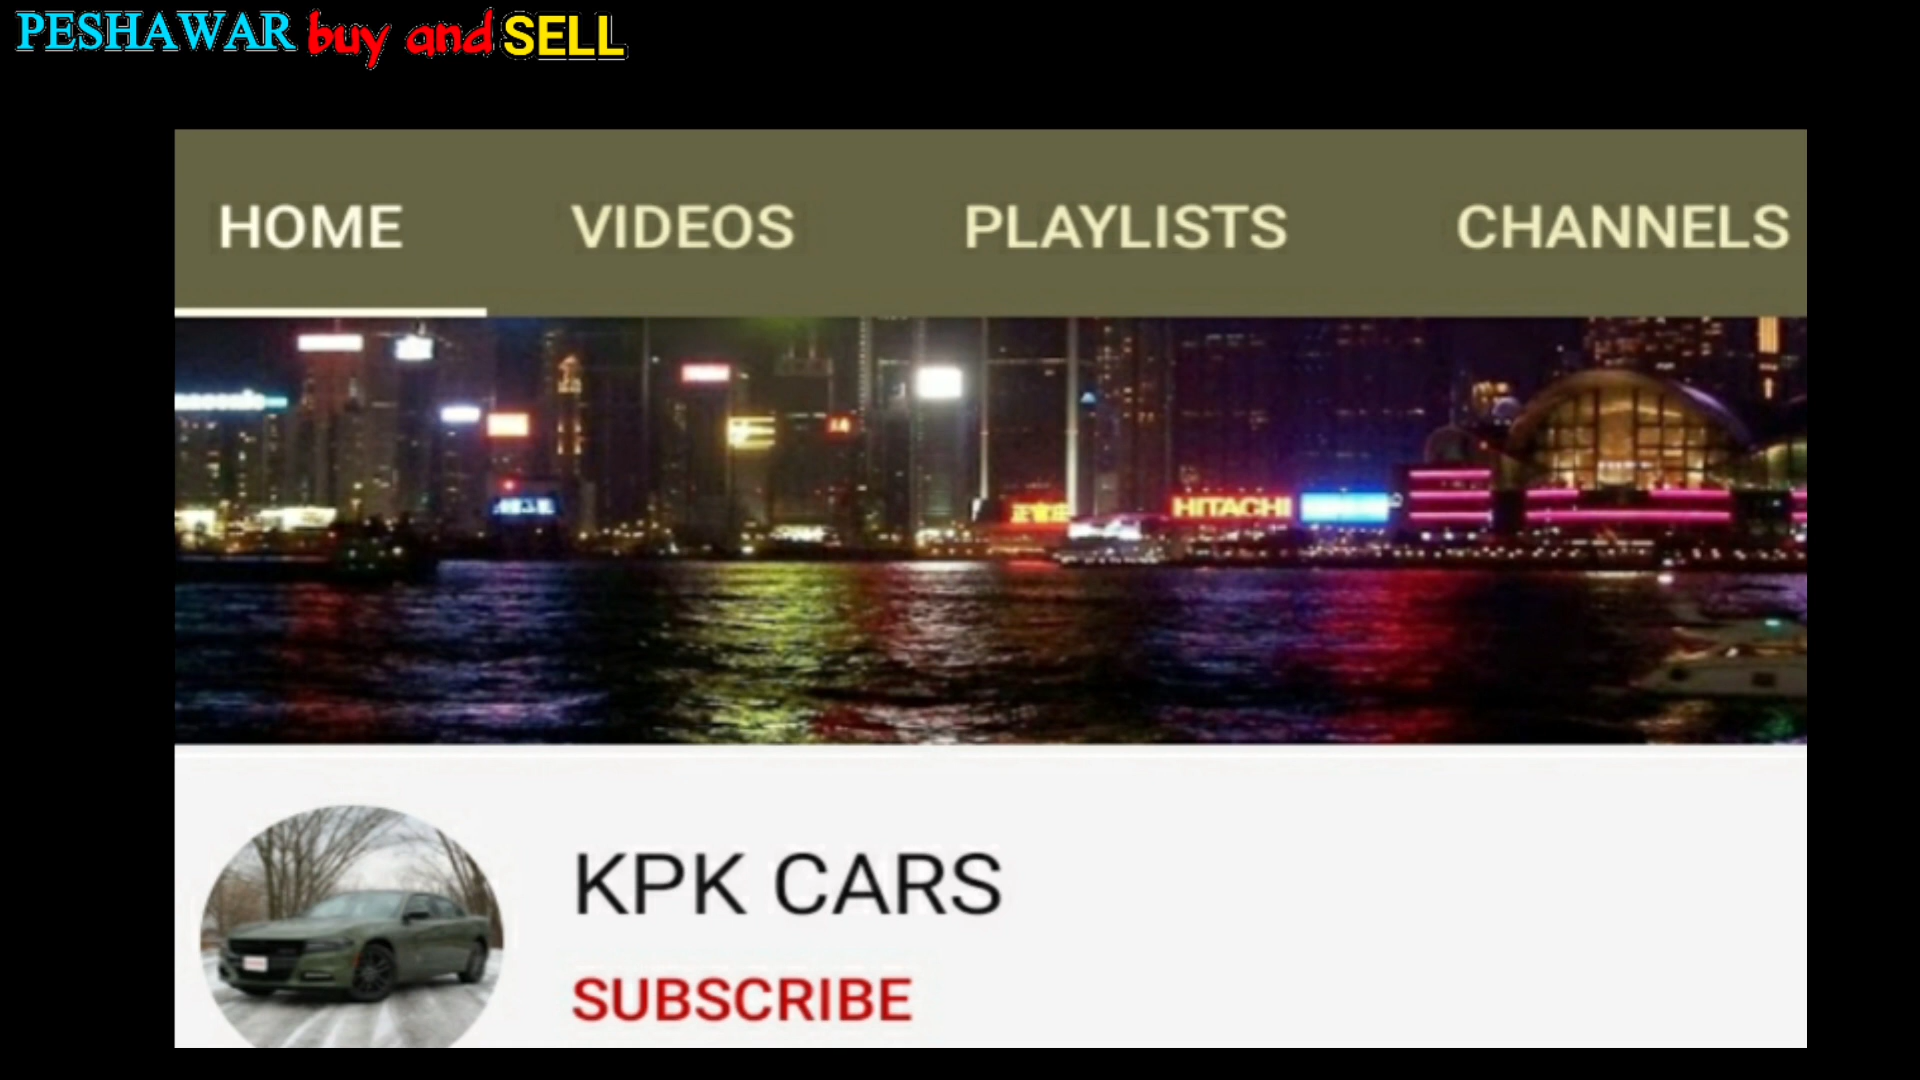 PESHAWAR buy and SELL
HOME VIDEOS PLAYLISTS CHANNELS
HITACHI
KPK CARS
SUBSCRIBE